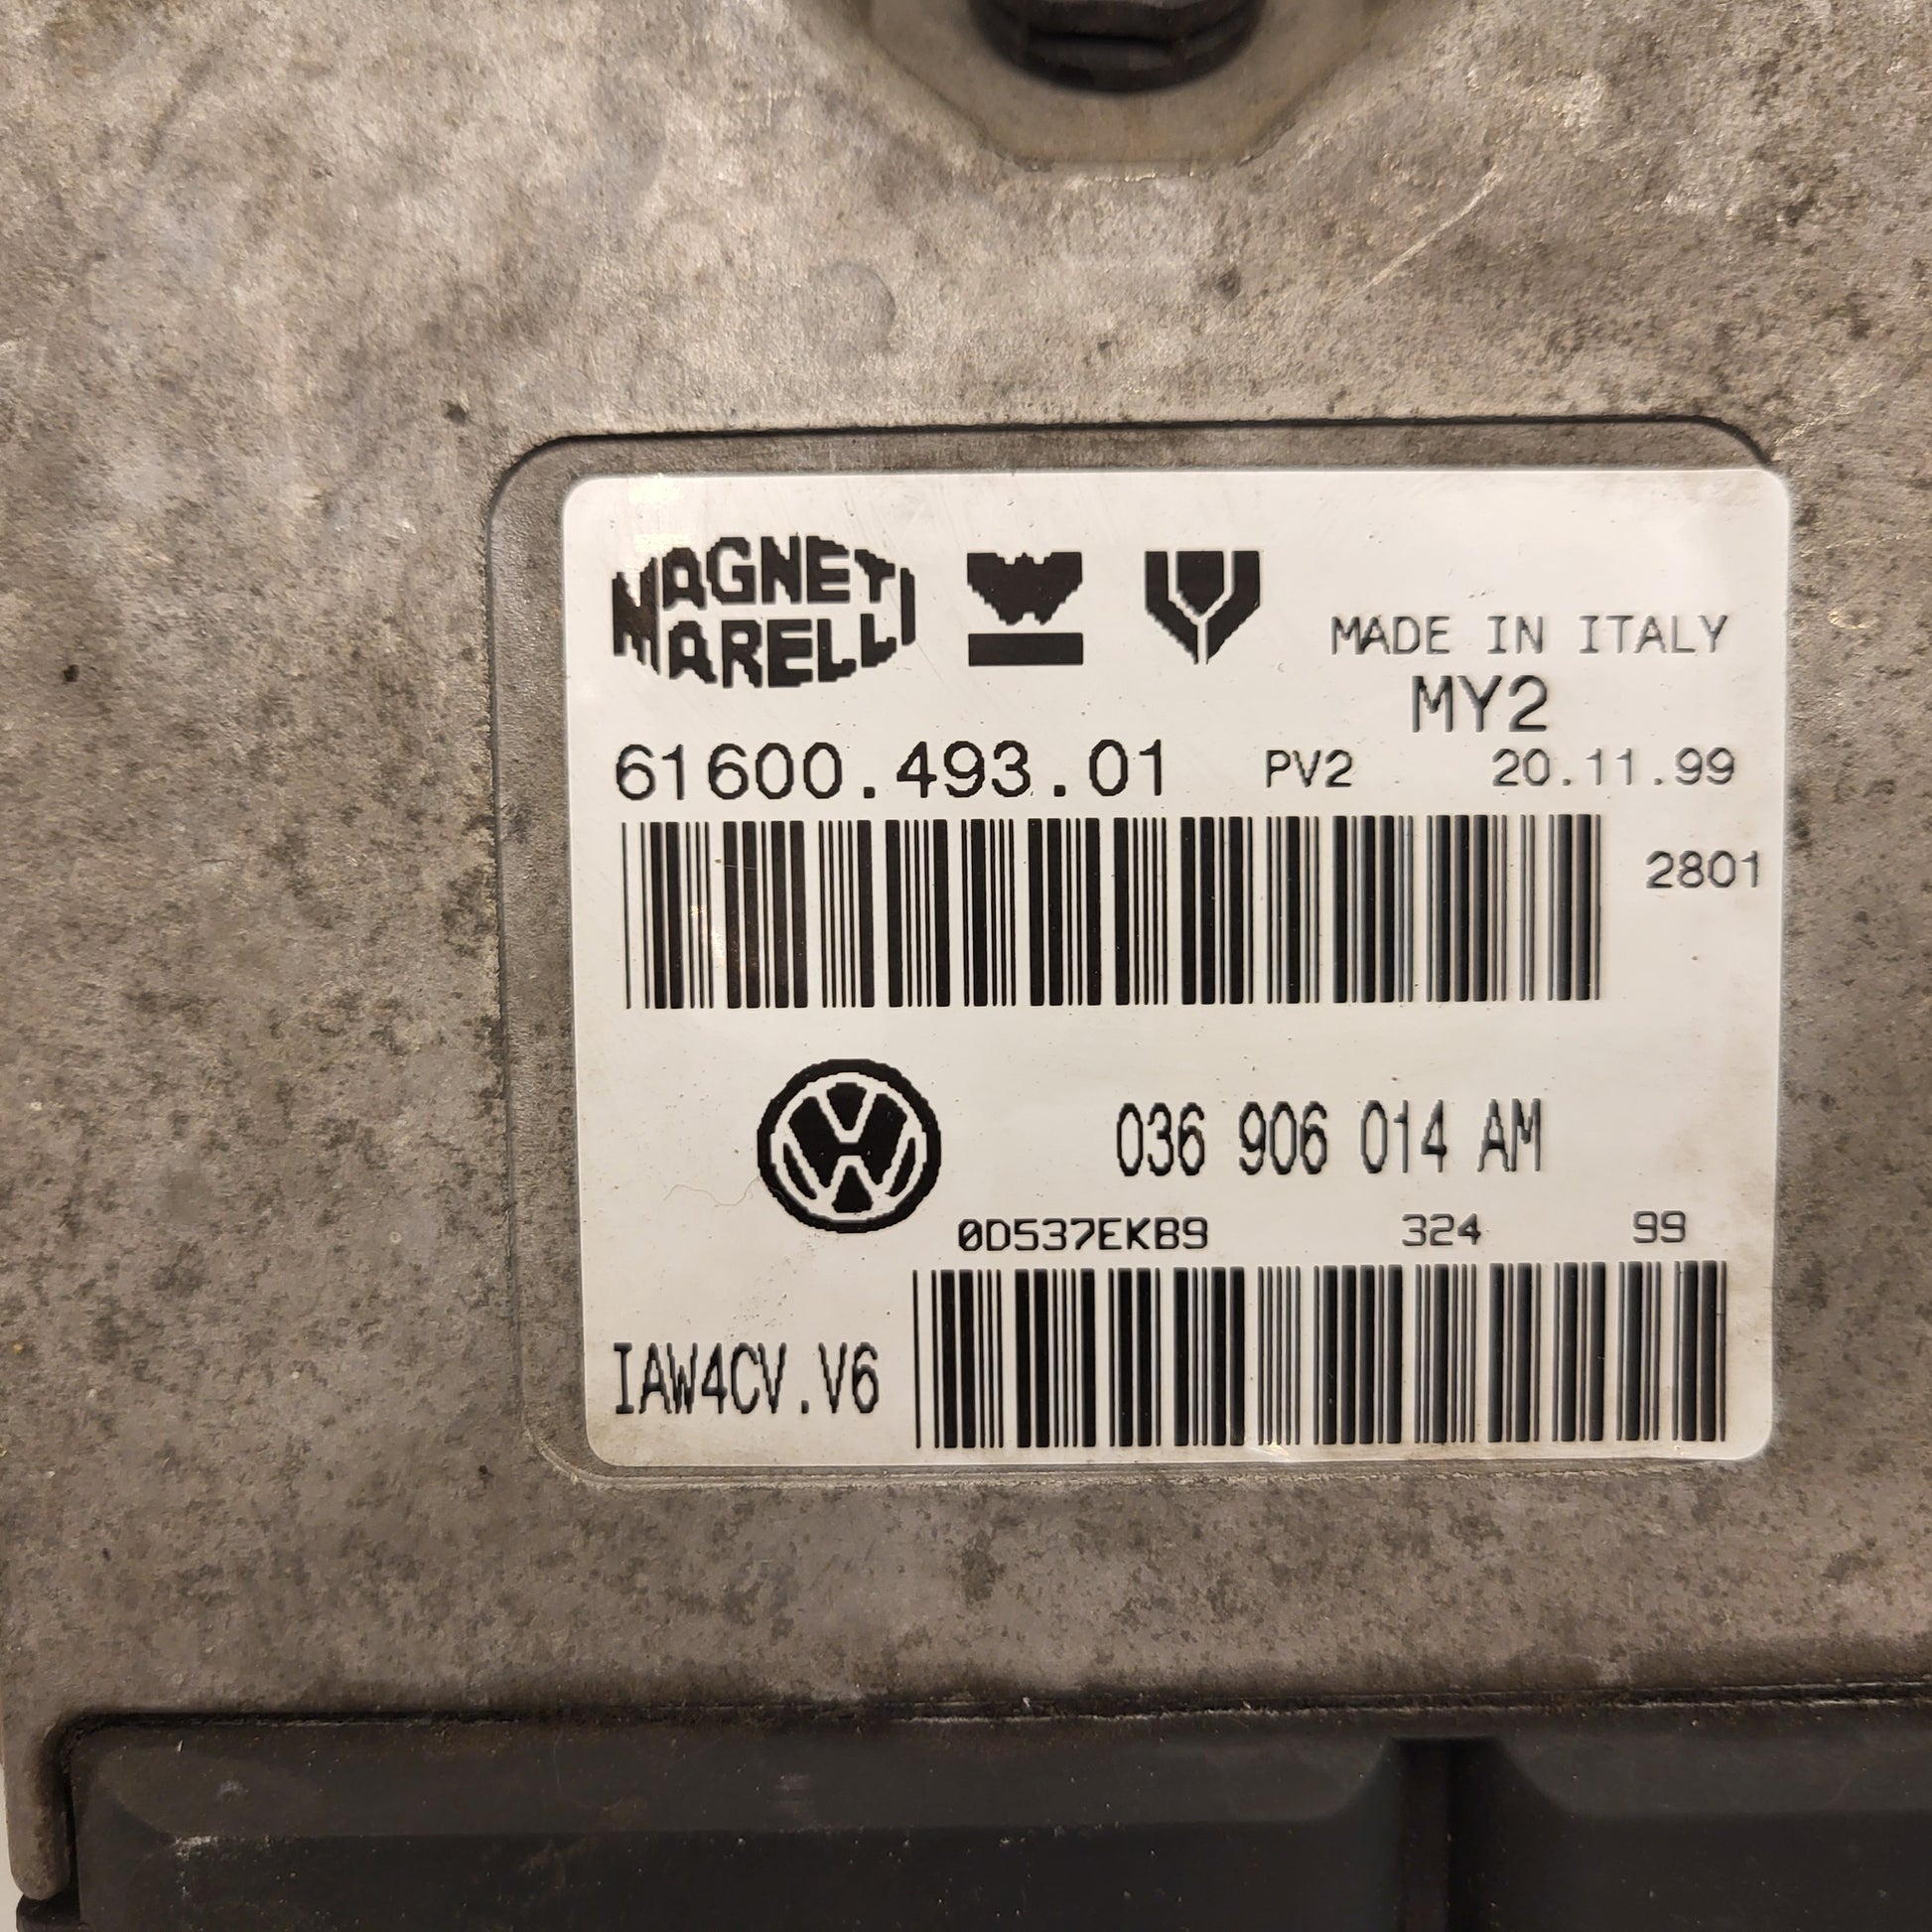 MAGNETI
MARELLI
MADE IN ITALY
MY2
61600.493.01 PV2 20.11.99
2801
036 906 014 AM
0D537EKB9 324 99
IAW4CV.V6